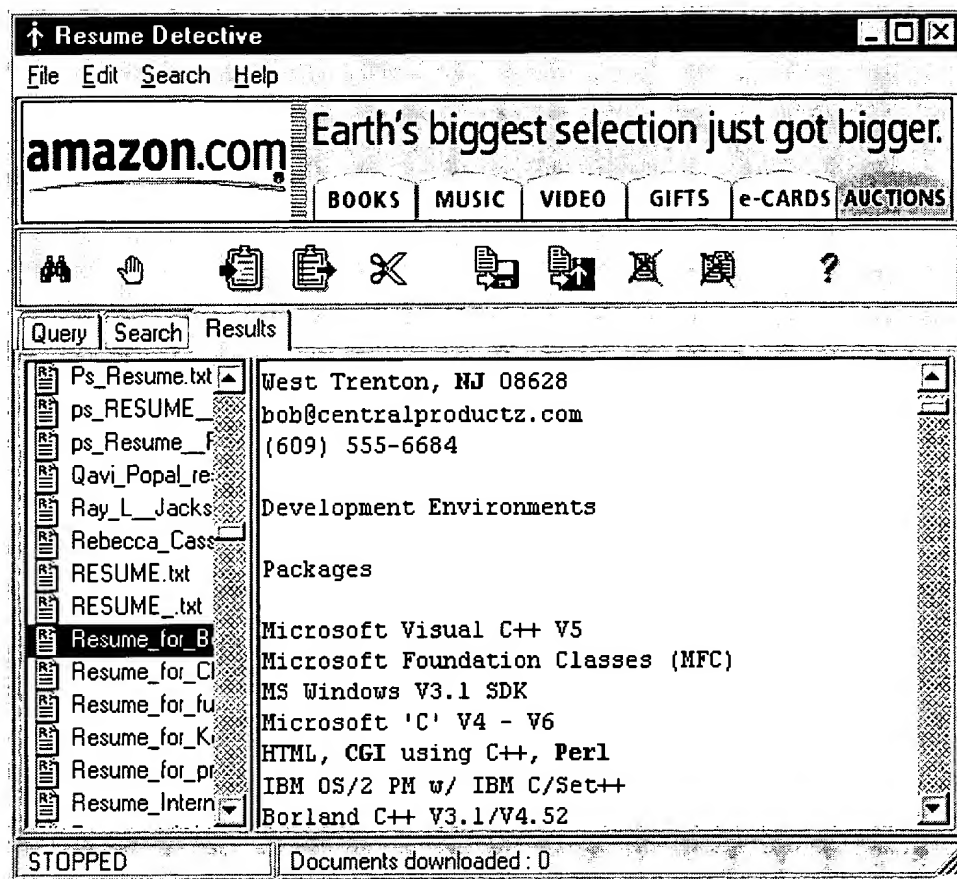 Resume Detective
File Edit Search Help
amazon.com
Earth's biggest selection just got bigger.
BOOKS MUSIC VIDEO GIFTS e-CARDS AUCTIONS
?
Query Search Results
Ps_Resume.txt
ps_RESUME_
ps_Resume__F
Qavi_Popal_re
Ray_L__Jacks
Rebecca_Cass
RESUME.txt
RESUME_.txt
Resume_for_B
Resume_for_Cl
Resume_for_fu
Resume_for_K
Resume_for_pr
Resume_Intern
West Trenton, NJ 08628
bob@centralproductz.com
(609) 555-6684
Development Environments
Packages
Microsoft Visual C++ V5
Microsoft Foundation Classes (MFC)
MS Windows V3.1 SDK
Microsoft 'C' V4 - V6
HTML, CGI using C++, Perl
IBM OS/2 PM w/ IBM C/Set++
Borland C++ V3.1/V4.52
STOPPED
Documents downloaded : 0